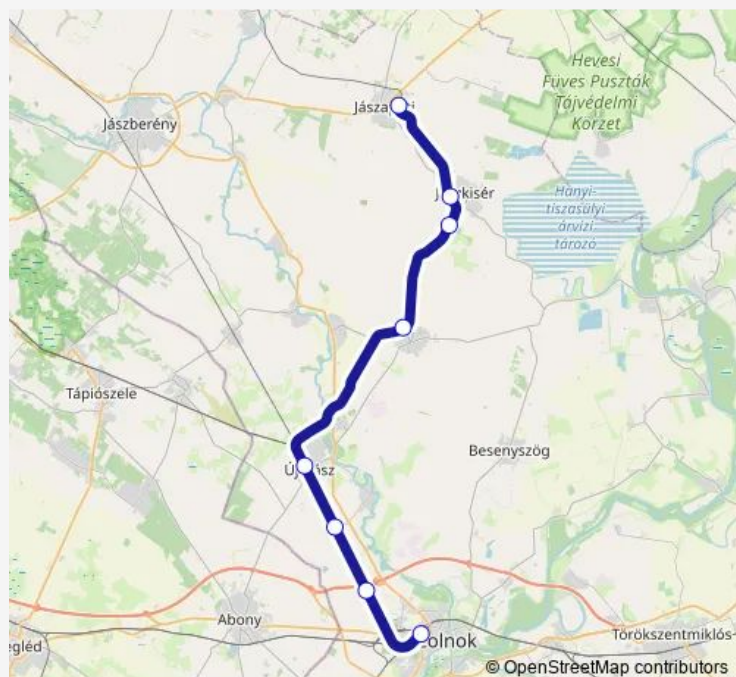 Hevesi
Füves Puszták
Tájvédelmi
Körzet
Jászberény
Hanyi-
tiszasülyi
árvízi
tározó
Tápiószele
Besenyszög
Abony
Törökszentmiklós
© OpenStreetMap contributors